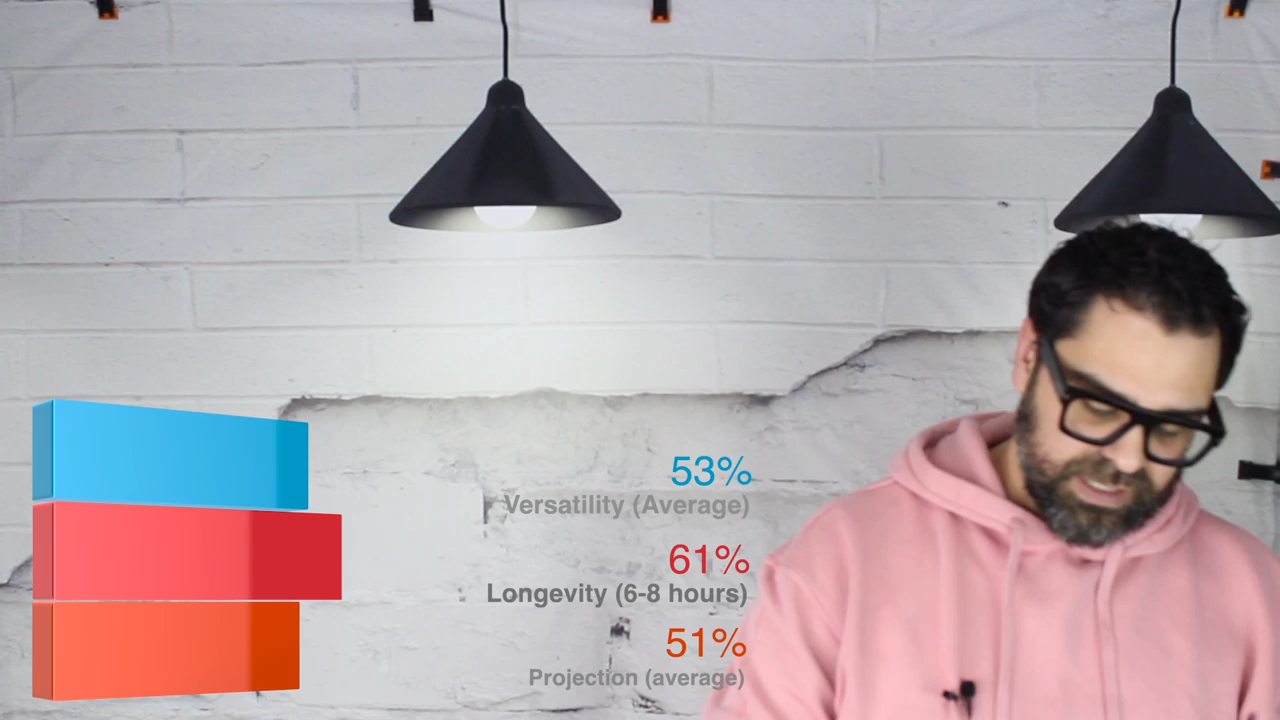 53%
Versatility (Average)
61%
Longevity (6-8 hours)
51%
Projection (average)